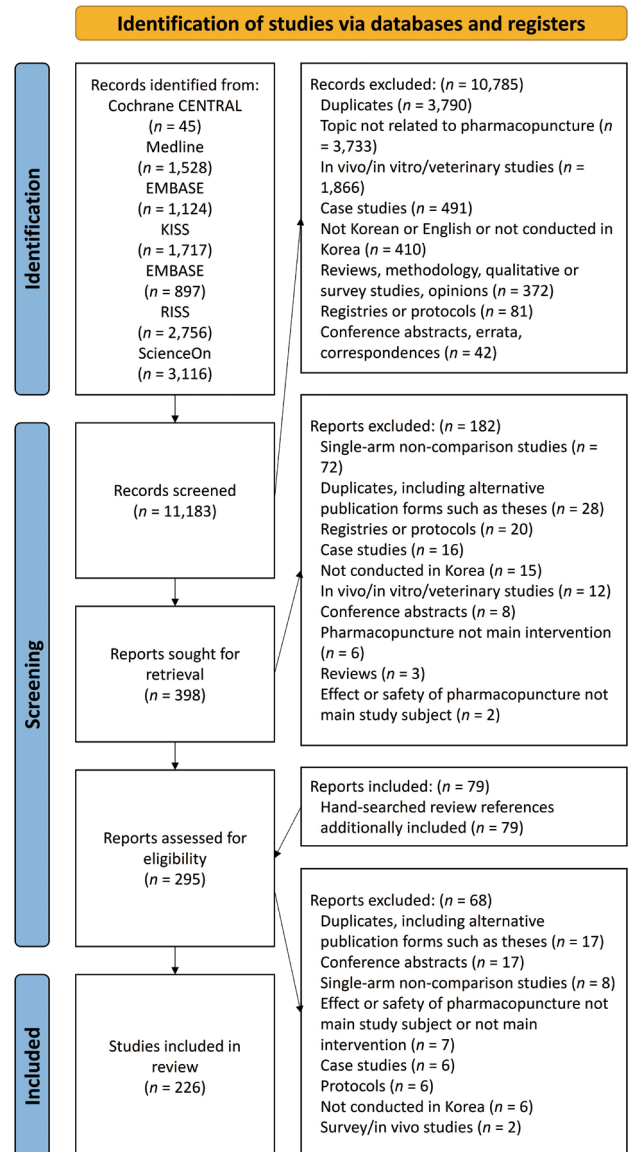 Identification of studies via databases and registers
Identification
Records identified from:
Cochrane CENTRAL
(n = 45)
Medline
(n = 1,528)
EMBASE
(n = 1,124)
KISS
(n = 1,717)
EMBASE
(n = 897)
RISS
(n = 2,756)
ScienceOn
(n = 3,116)
Records excluded: (n = 10,785)
Duplicates (n = 3,790)
Topic not related to pharmacopuncture (n
= 3,733)
In vivo/in vitro/veterinary studies (n =
1,866)
Case studies (n = 491)
Not Korean or English or not conducted in
Korea (n = 410)
Reviews, methodology, qualitative or
survey studies, opinions (n = 372)
Registries or protocols (n = 81)
Conference abstracts, errata,
correspondences (n = 42)
Screening
Records screened
(n = 11,183)
Reports excluded: (n = 182)
Single-arm non-comparison studies (n =
72)
Duplicates, including alternative
publication forms such as theses (n = 28)
Registries or protocols (n = 20)
Case studies (n = 16)
Not conducted in Korea (n = 15)
In vivo/in vitro/veterinary studies (n = 12)
Conference abstracts (n = 8)
Pharmacopuncture not main intervention
(n = 6)
Reviews (n = 3)
Effect or safety of pharmacopuncture not
main study subject (n = 2)
Reports sought for
retrieval
(n = 398)
Reports assessed for
eligibility
(n = 295)
Reports included: (n = 79)
Hand-searched review references
additionally included (n = 79)
Reports excluded: (n = 68)
Duplicates, including alternative
publication forms such as theses (n = 17)
Conference abstracts (n = 17)
Single-arm non-comparison studies (n = 8)
Effect or safety of pharmacopuncture not
main study subject or not main
intervention (n = 7)
Case studies (n = 6)
Protocols (n = 6)
Not conducted in Korea (n = 6)
Survey/in vivo studies (n = 2)
Included
Studies included in
review
(n = 226)